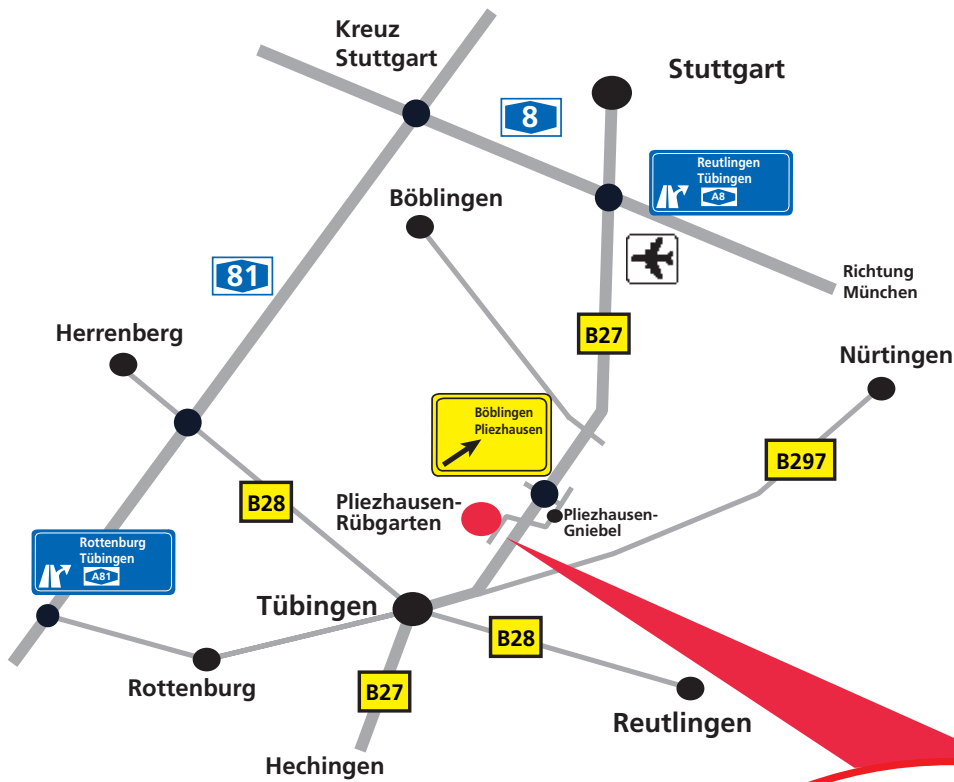 Kreuz
Stuttgart
Stuttgart
8
Reutlingen
Tübingen
A8
Böblingen
81
Richtung
München
Herrenberg
B27
Nürtingen
Böblingen
Pliezhausen
B297
B28
Pliezhausen-
Rübgarten
Pliezhausen-
Gniebel
Rottenburg
Tübingen
A81
Tübingen
B28
Rottenburg
B27
Reutlingen
Hechingen